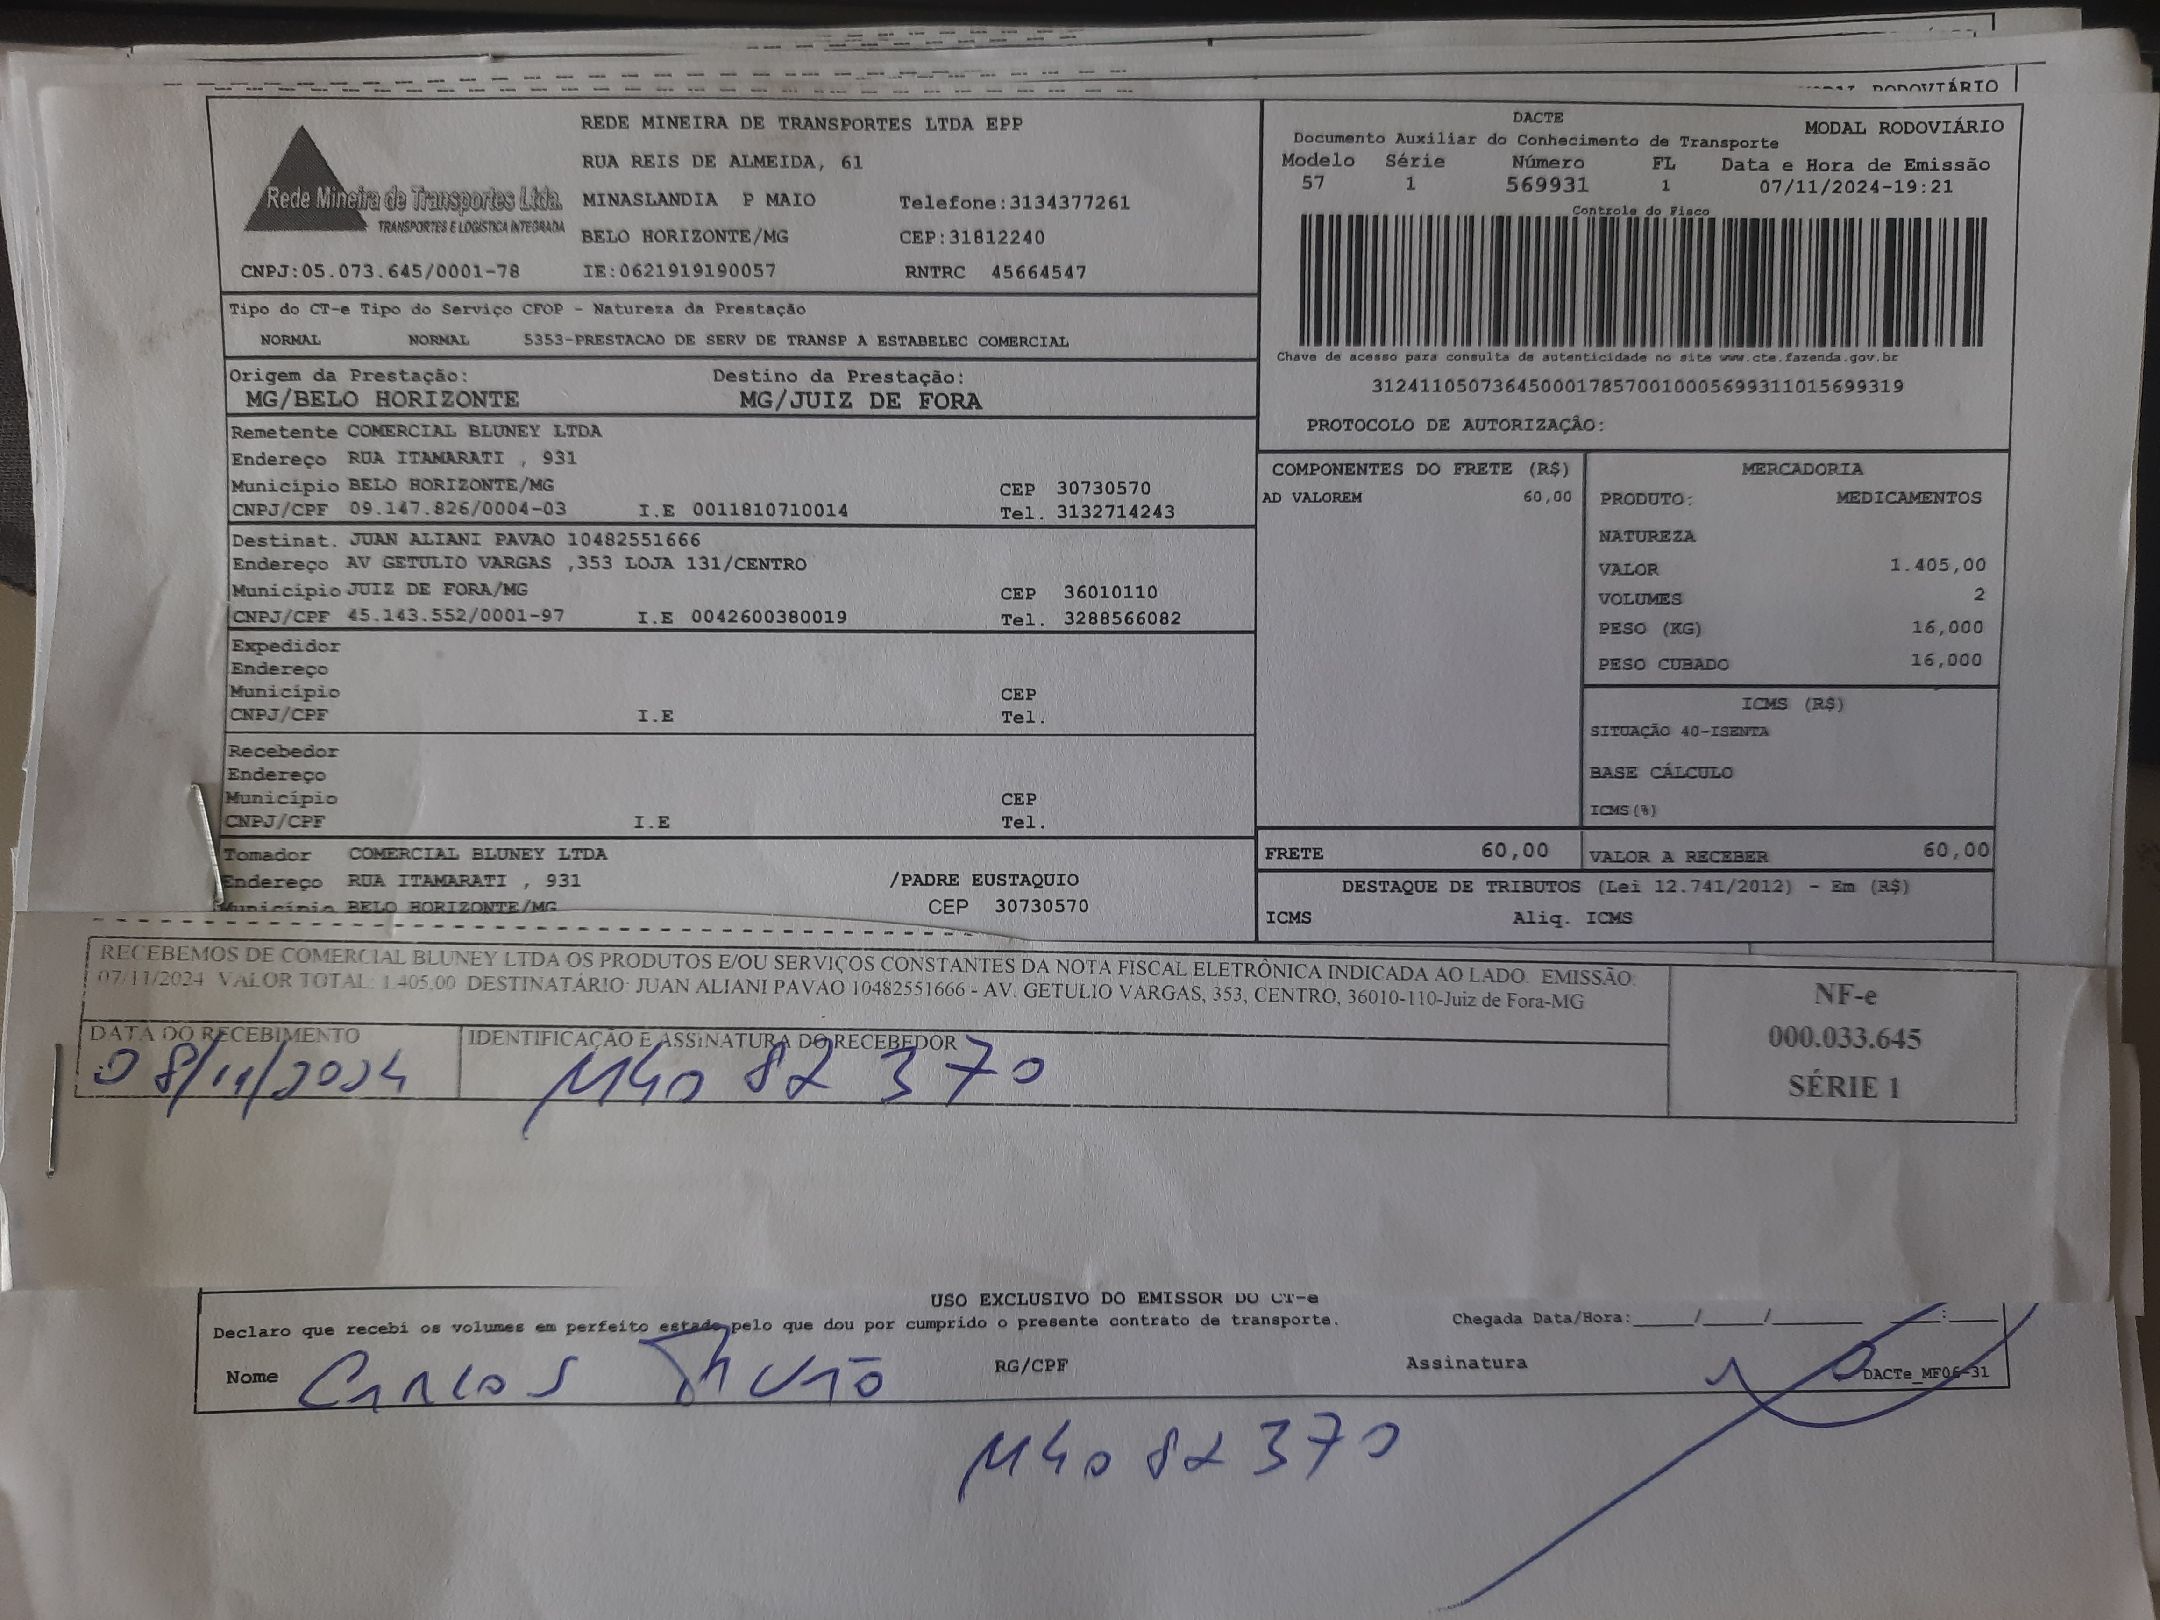 MODAL RODOVIÁRIO
Rede Mineira de Transportes Ltda.
TRANSPORTES E LOGÍSTICA INTEGRADA
REDE MINEIRA DE TRANSPORTES LTDA EPP
RUA REIS DE ALMEIDA, 61
MINASLANDIA P MAIO Telefone:3134377261
BELO HORIZONTE/MG CEP:31812240
CNPJ:05.073.645/0001-78 IE:0621919190057 RNTRC 45664547
DACTE
Documento Auxiliar do Conhecimento de Transporte
MODAL RODOVIÁRIO
Modelo Série Número FL Data e Hora de Emissão
57 1 569931 1 07/11/2024-19:21
Controle do Fisco
Chave de acesso para consulta de autenticidade no site www.cte.fazenda.gov.br
31241105073645000178570010005699311015699319
PROTOCOLO DE AUTORIZAÇÂO:
Tipo do CT-e Tipo do Serviço CFOP - Natureza da Prestação
NORMAL NORMAL 5353-PRESTACAO DE SERV DE TRANSP A ESTABELEC COMERCIAL
Origem da Prestação: Destino da Prestação:
MG/BELO HORIZONTE MG/JUIZ DE FORA
Remetente COMERCIAL BLUNEY LTDA
Endereço RUA ITAMARATI , 931
Município BELO HORIZONTE/MG CEP 30730570
CNPJ/CPF 09.147.826/0004-03 I.E 0011810710014 Tel. 3132714243
Destinat. JUAN ALIANI PAVAO 10482551666
Endereço AV GETULIO VARGAS ,353 LOJA 131/CENTRO
Município JUIZ DE FORA/MG CEP 36010110
CNPJ/CPF 45.143.552/0001-97 I.E 0042600380019 Tel. 3288566082
Expedidor
Endereço
Município CEP
CNPJ/CPF I.E Tel.
Recebedor
Endereço
Município CEP
CNPJ/CPF I.E Tel.
Tomador COMERCIAL BLUNEY LTDA
Endereço RUA ITAMARATI , 931 /PADRE EUSTAQUIO
Município BELO HORIZONTE/MG CEP 30730570
COMPONENTES DO FRETE (R$)
AD VALOREM 60,00
MERCADORIA
PRODUTO: MEDICAMENTOS
NATUREZA
VALOR 1.405,00
VOLUMES 2
PESO (KG) 16,000
PESO CUBADO 16,000
ICMS (R$)
SITUAÇÃO 40-ISENTA
BASE CÁLCULO
ICMS(%)
FRETE 60,00 VALOR A RECEBER 60,00
DESTAQUE DE TRIBUTOS (Lei 12.741/2012) - Em (R$)
ICMS Aliq. ICMS
RECEBEMOS DE COMERCIAL BLUNEY LTDA OS PRODUTOS E/OU SERVIÇOS CONSTANTES DA NOTA FISCAL ELETRÔNICA INDICADA AO LADO. EMISSÃO:
07/11/2024 VALOR TOTAL: 1.405,00 DESTINATÁRIO: JUAN ALIANI PAVAO 10482551666 - AV. GETULIO VARGAS, 353, CENTRO, 36010-110-Juiz de Fora-MG
DATA DO RECEBIMENTO IDENTIFICAÇÃO E ASSINATURA DO RECEBEDOR
08/11/2024 M4082370
NF-e
000.033.645
SÉRIE 1
USO EXCLUSIVO DO EMISSOR DO CT-e
Declaro que recebi os volumes em perfeito estado pelo que dou por cumprido o presente contrato de transporte. Chegada Data/Hora:_____/_____/________ ___:____
Nome CARLOS PAVÃO RG/CPF Assinatura DACTe_MF06-31
M4082370